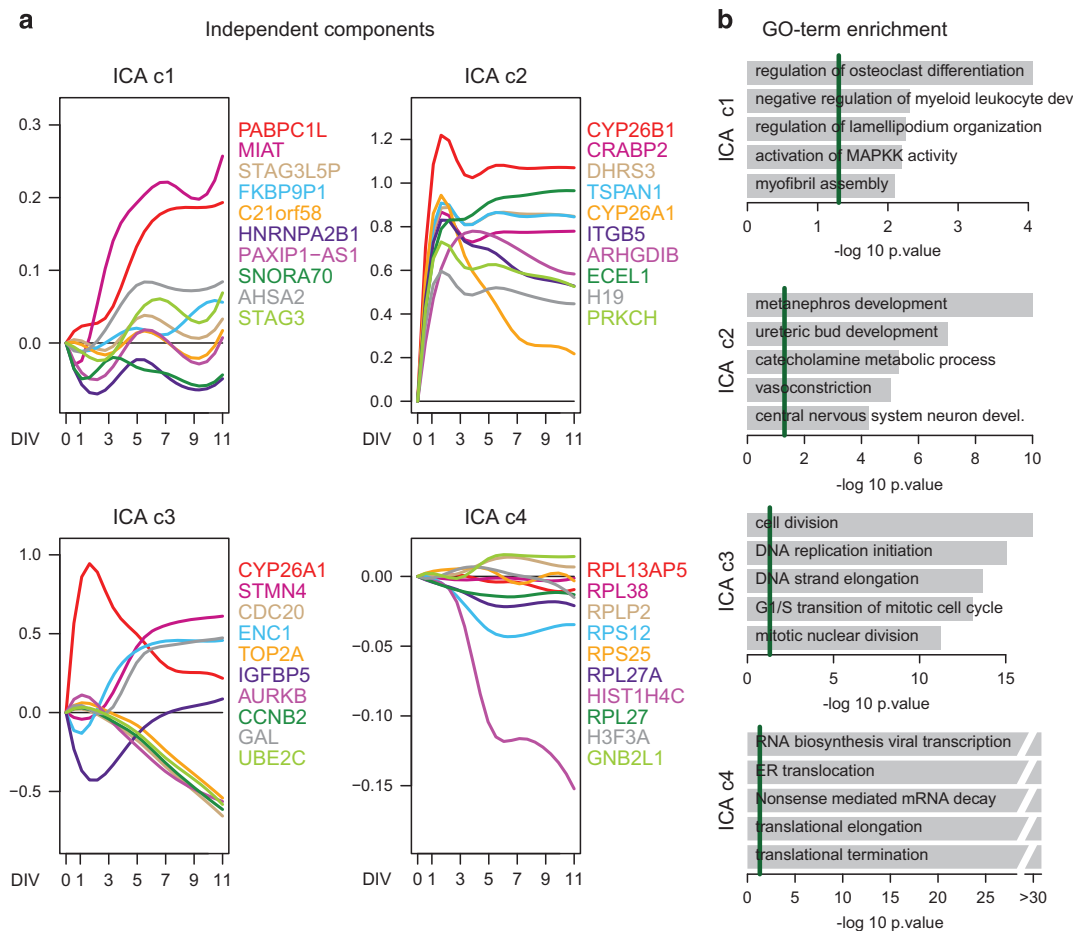 a
Independent components
ICA c1
0.3
0.2
0.1
0.0
DIV 0 1 3 5 7 9 11
PABPC1L
MIAT
STAG3L5P
FKBP9P1
C21orf58
HNRNPA2B1
PAXIP1−AS1
SNORA70
AHSA2
STAG3
ICA c2
1.2
1.0
0.8
0.6
0.4
0.2
0.0
0 1 3 5 7 9 11
CYP26B1
CRABP2
DHRS3
TSPAN1
CYP26A1
ITGB5
ARHGDIB
ECEL1
H19
PRKCH
ICA c3
1.0
0.5
0.0
−0.5
DIV 0 1 3 5 7 9 11
CYP26A1
STMN4
CDC20
ENC1
TOP2A
IGFBP5
AURKB
CCNB2
GAL
UBE2C
ICA c4
0.00
−0.05
−0.10
−0.15
DIV 0 1 3 5 7 9 11
RPL13AP5
RPL38
RPLP2
RPS12
RPS25
RPL27A
HIST1H4C
RPL27
H3F3A
GNB2L1
b
GO-term enrichment
ICA c1
regulation of osteoclast differentiation
negative regulation of myeloid leukocyte dev
regulation of lamellipodium organization
activation of MAPKK activity
myofibril assembly
0 1 2 3 4
-log 10 p.value
ICA c2
metanephros development
ureteric bud development
catecholamine metabolic process
vasoconstriction
central nervous system neuron devel.
0 2 4 6 8 10
-log 10 p.value
ICA c3
cell division
DNA replication initiation
DNA strand elongation
G1/S transition of mitotic cell cycle
mitotic nuclear division
0 5 10 15
-log 10 p.value
ICA c4
RNA biosynthesis viral transcription
ER translocation
Nonsense mediated mRNA decay
translational elongation
translational termination
0 5 10 15 20 25 >30
-log 10 p.value